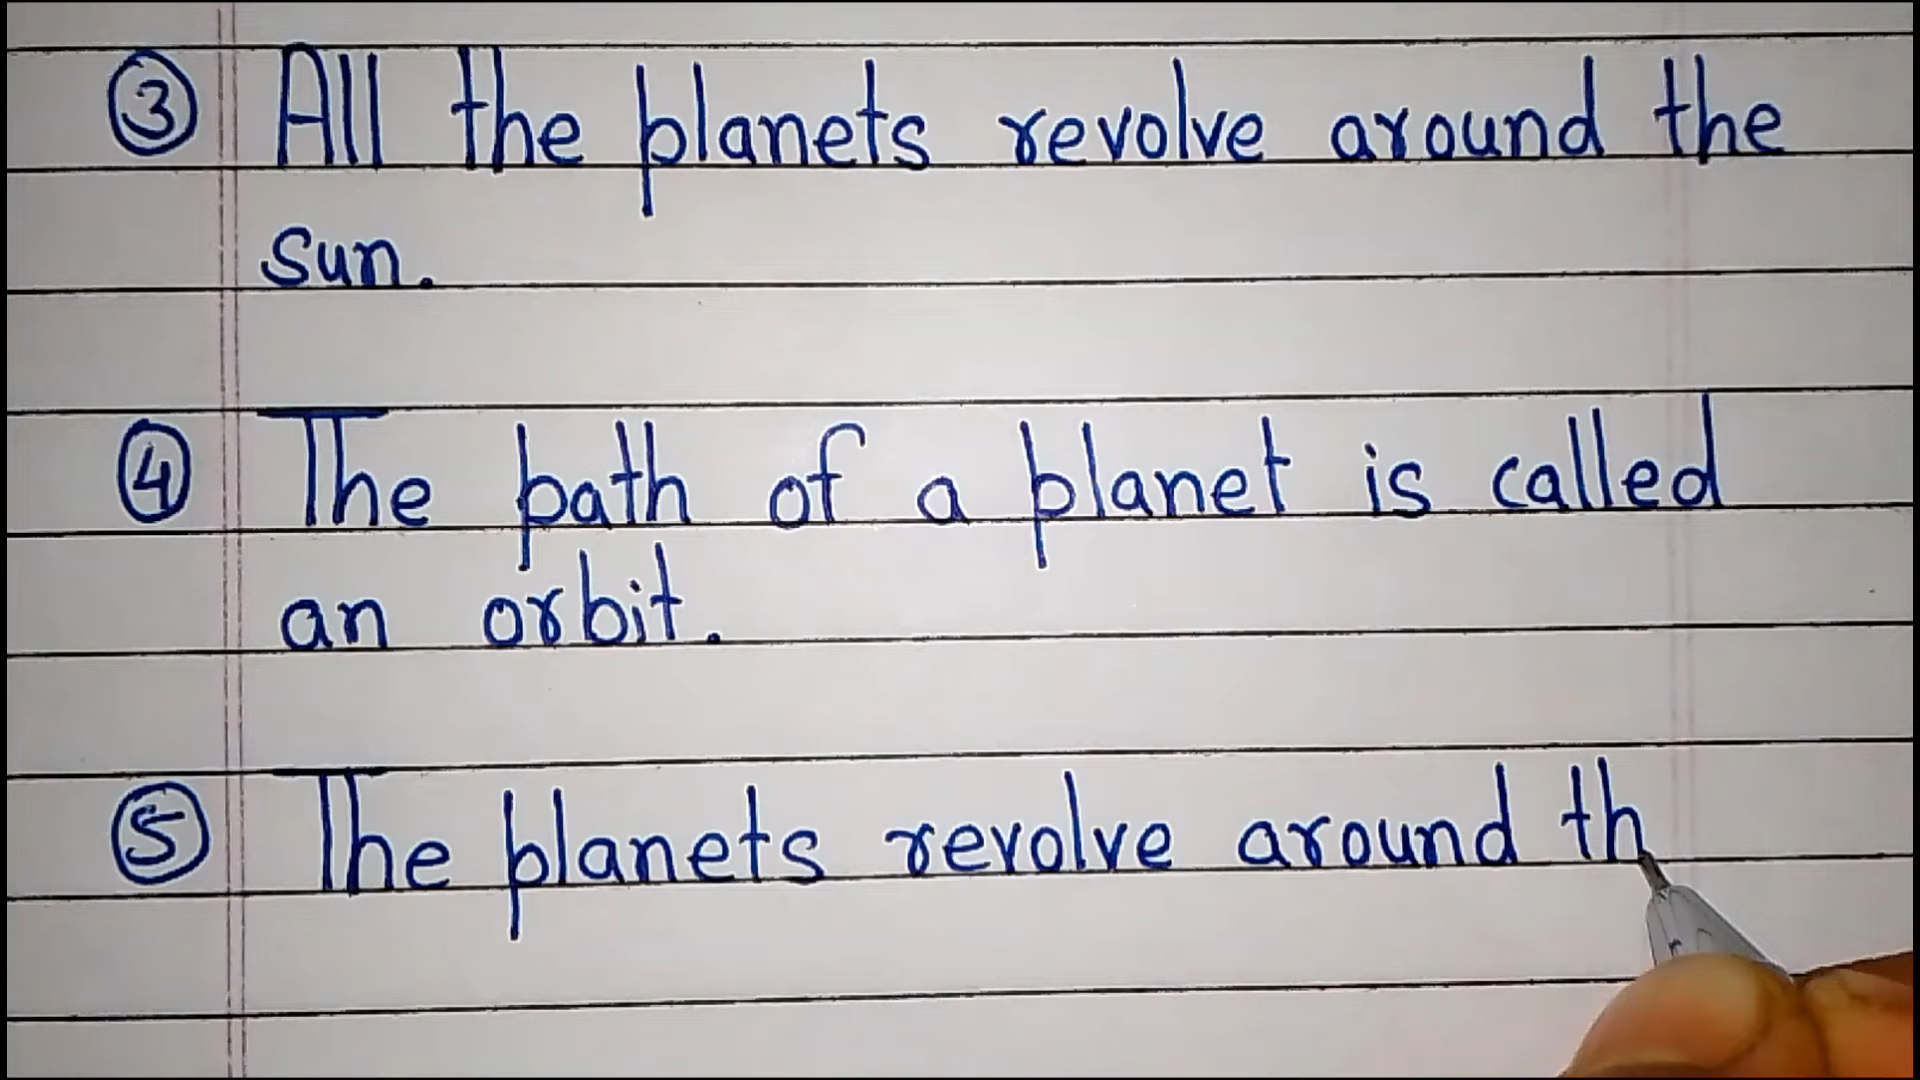 ③ All the planets revolve around the
sun.
④ The path of a planet is called
an orbit.
⑤ The planets revolve around th